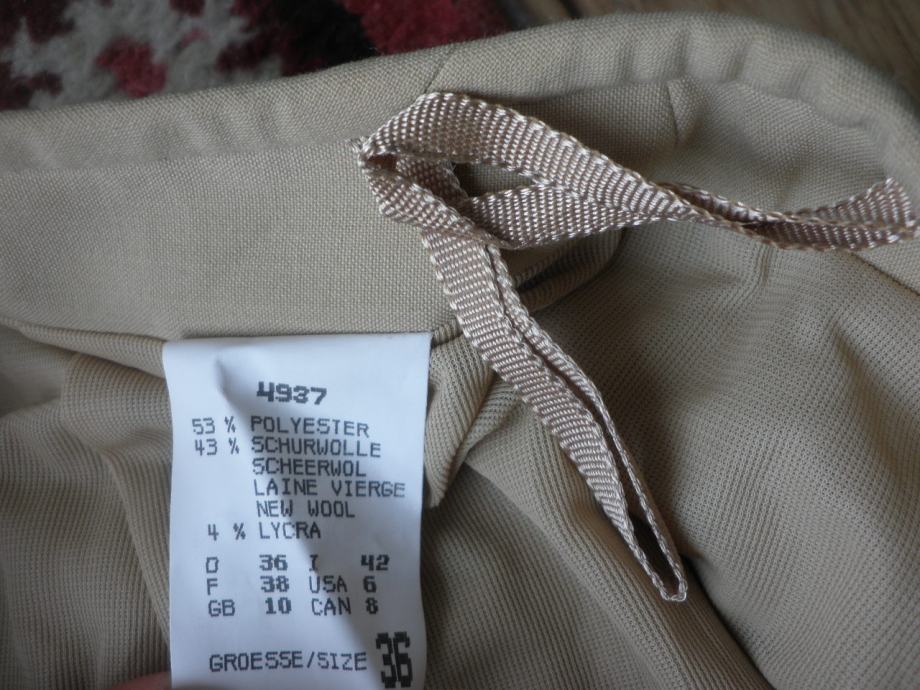 4937
53 % POLYESTER
43 % SCHURWOLLE
SCHEERWOL
LAINE VIERGE
NEW WOOL
4 % LYCRA
D 36 I 42
F 38 USA 6
GB 10 CAN 8
GROESSE/SIZE 36